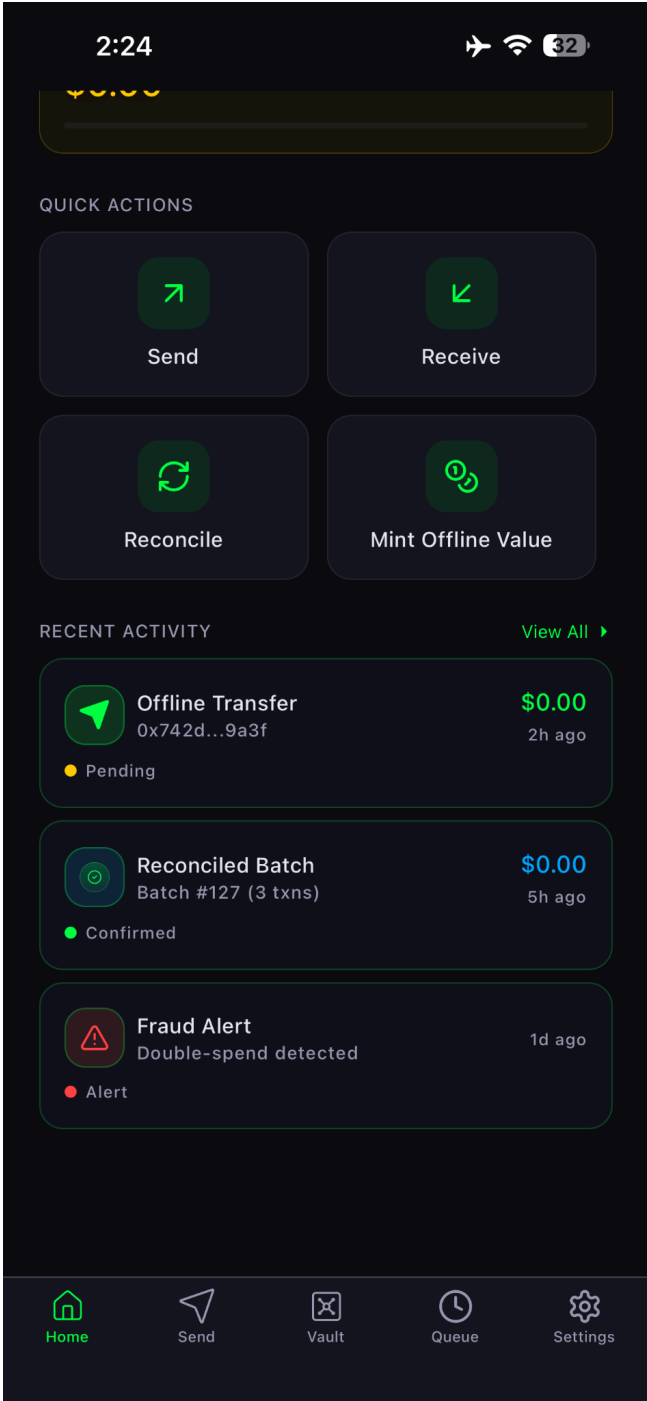 2:24
32
$0.00
QUICK ACTIONS
Send
Receive
Reconcile
Mint Offline Value
RECENT ACTIVITY
View All
Offline Transfer
$0.00
0x742d...9a3f
2h ago
Pending
Reconciled Batch
$0.00
Batch #127 (3 txns)
5h ago
Confirmed
Fraud Alert
Double-spend detected
1d ago
Alert
Home
Send
Vault
Queue
Settings